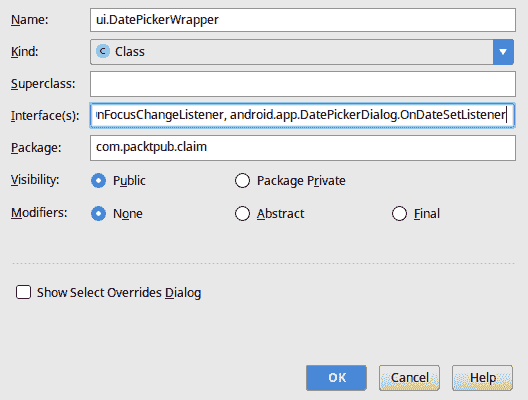 Name: ui.DatePickerWrapper
Kind: C Class
Superclass:
Interface(s): nFocusChangeListener, android.app.DatePickerDialog.OnDateSetListener
Package: com.packtpub.claim
Visibility: Public Package Private
Modifiers: None Abstract Final
Show Select Overrides Dialog
OK Cancel Help